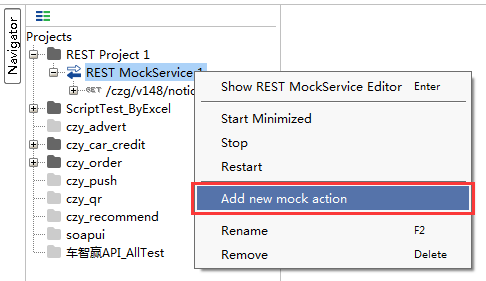 Navigator
Projects
REST Project 1
REST MockService 1
GET /czg/v148/notic
ScriptTest_ByExcel
czy_advert
czy_car_credit
czy_order
czy_push
czy_qr
czy_recommend
soapui
车智赢API_AllTest
Show REST MockService Editor Enter
Start Minimized
Stop
Restart
Add new mock action
Rename F2
Remove Delete